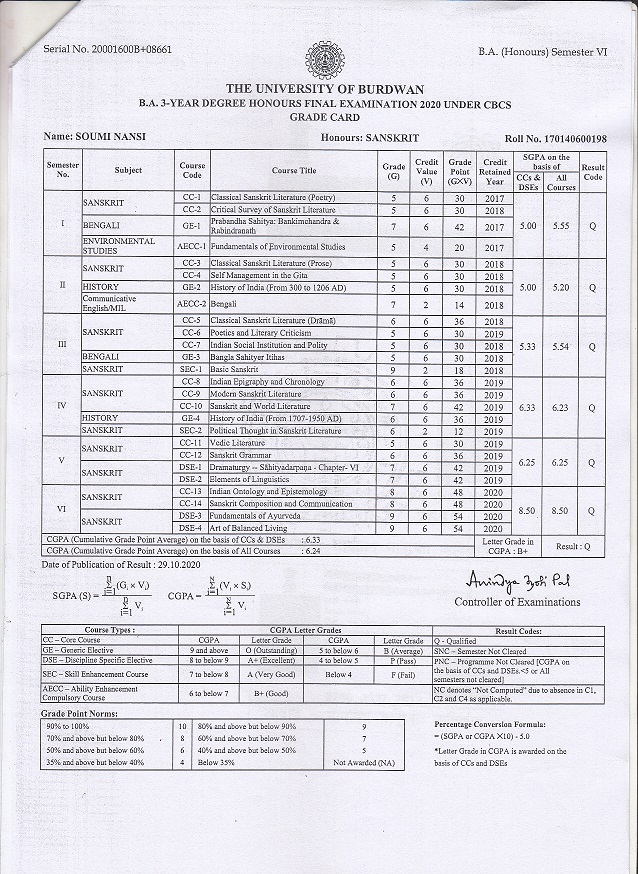 Serial No. 20001600B+08661
B.A. (Honours) Semester VI
THE UNIVERSITY OF BURDWAN
B.A. 3-YEAR DEGREE HONOURS FINAL EXAMINATION 2020 UNDER CBCS
GRADE CARD
Name: SOUMI NANSI Honours: SANSKRIT Roll No. 170140600198
Semester No. Subject Course Code Course Title Grade (G) Credit Value (V) Grade Point (G×V) Credit Retained Year SGPA on the basis of CCs & DSEs All Courses Result Code
I SANSKRIT CC-1 Classical Sanskrit Literature (Poetry) 5 6 30 2017 5.00 5.55 Q
CC-2 Critical Survey of Sanskrit Literature 5 6 30 2018
BENGALI GE-1 Prabandha Sahitya: Bankimchandra & Rabindranath 7 6 42 2017
ENVIRONMENTAL STUDIES AECC-1 Fundamentals of Environmental Studies 5 4 20 2017
II SANSKRIT CC-3 Classical Sanskrit Literature (Prose) 5 6 30 2018 5.00 5.20 Q
CC-4 Self Management in the Gita 5 6 30 2018
HISTORY GE-2 History of India (From 300 to 1206 AD) 5 6 30 2018
Communicative English/MIL AECC-2 Bengali 7 2 14 2018
III SANSKRIT CC-5 Classical Sanskrit Literature (Drāmā) 6 6 36 2018 5.33 5.54 Q
CC-6 Poetics and Literary Criticism 5 6 30 2019
CC-7 Indian Social Institution and Polity 5 6 30 2018
BENGALI GE-3 Bangla Sahityer Itihas 5 6 30 2018
SANSKRIT SEC-1 Basic Sanskrit 9 2 18 2018
IV SANSKRIT CC-8 Indian Epigraphy and Chronology 6 6 36 2019 6.33 6.23 Q
CC-9 Modern Sanskrit Literature 6 6 36 2019
CC-10 Sanskrit and World Literature 7 6 42 2019
HISTORY GE-4 History of India (From 1707-1950 AD) 6 6 36 2019
SANSKRIT SEC-2 Political Thought in Sanskrit Literature 6 2 12 2019
V SANSKRIT CC-11 Vedic Literature 5 6 30 2019 6.25 6.25 Q
CC-12 Sanskrit Grammar 6 6 36 2019
SANSKRIT DSE-1 Dramaturgy -- Sāhityadarpaṇa - Chapter- VI 7 6 42 2019
DSE-2 Elements of Linguistics 7 6 42 2019
VI SANSKRIT CC-13 Indian Ontology and Epistemology 8 6 48 2020 8.50 8.50 Q
CC-14 Sanskrit Composition and Communication 8 6 48 2020
SANSKRIT DSE-3 Fundamentals of Ayurveda 9 6 54 2020
DSE-4 Art of Balanced Living 9 6 54 2020
CGPA (Cumulative Grade Point Average) on the basis of CCs & DSEs : 6.33 Letter Grade in CGPA : B+ Result : Q
CGPA (Cumulative Grade Point Average) on the basis of All Courses : 6.24
Date of Publication of Result : 29.10.2020
SGPA (S) = n Σ i=1 (Gi × Vi) / n Σ i=1 Vi CGPA = N Σ i=1 (Vi × Si) / N Σ i=1 Vi
Anindya Jyoti Pal
Controller of Examinations
Course Types : CGPA Letter Grades Result Codes:
CC – Core Course CGPA Letter Grade CGPA Letter Grade Q - Qualified
GE – Generic Elective 9 and above O (Outstanding) 5 to below 6 B (Average) SNC – Semester Not Cleared
DSE – Discipline Specific Elective 8 to below 9 A+ (Excellent) 4 to below 5 P (Pass) PNC – Programme Not Cleared [CGPA on the basis of CCs & DSEs.<5 or All semesters not cleared]
SEC – Skill Enhancement Course 7 to below 8 A (Very Good) Below 4 F (Fail)
AECC – Ability Enhancement Compulsory Course 6 to below 7 B+ (Good) NC denotes "Not Computed" due to absence in C1, C2 and C4 as applicable.
Grade Point Norms:
90% to 100% 10 80% and above but below 90% 9
70% and above but below 80% 8 60% and above but below 70% 7
50% and above but below 60% 6 40% and above but below 50% 5
35% and above but below 40% 4 Below 35% Not Awarded (NA)
Percentage Conversion Formula:
= (SGPA or CGPA X10) - 5.0
*Letter Grade in CGPA is awarded on the
basis of CCs and DSEs